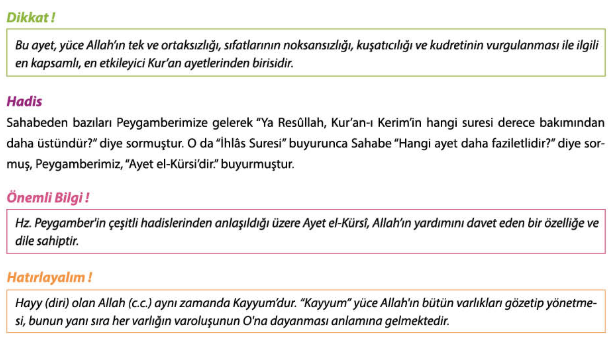 Dikkat !
Bu ayet, yüce Allah’ın tek ve ortaksızlığı, sıfatlarının noksansızlığı, kuşatıcılığı ve kudretinin vurgulanması ile ilgili
en kapsamlı, en etkileyici Kur’an ayetlerinden birisidir.
Hadis
Sahabeden bazıları Peygamberimize gelerek “Ya Resûllah, Kur’an-ı Kerim’in hangi suresi derece bakımından
daha üstündür?” diye sormuştur. O da “İhlâs Suresi” buyurunca Sahabe “Hangi ayet daha faziletlidir?” diye sor-
muş, Peygamberimiz, “Ayet el-Kürsi’dir.” buyurmuştur.
Önemli Bilgi !
Hz. Peygamber’in çeşitli hadislerinden anlaşıldığı üzere Ayet el-Kürsî, Allah’ın yardımını davet eden bir özelliğe ve
dile sahiptir.
Hatırlayalım !
Hayy (diri) olan Allah (c.c.) aynı zamanda Kayyum’dur. “Kayyum” yüce Allah’ın bütün varlıkları gözetip yönetme-
si, bunun yanı sıra her varlığın varoluşunun O’na dayanması anlamına gelmektedir.